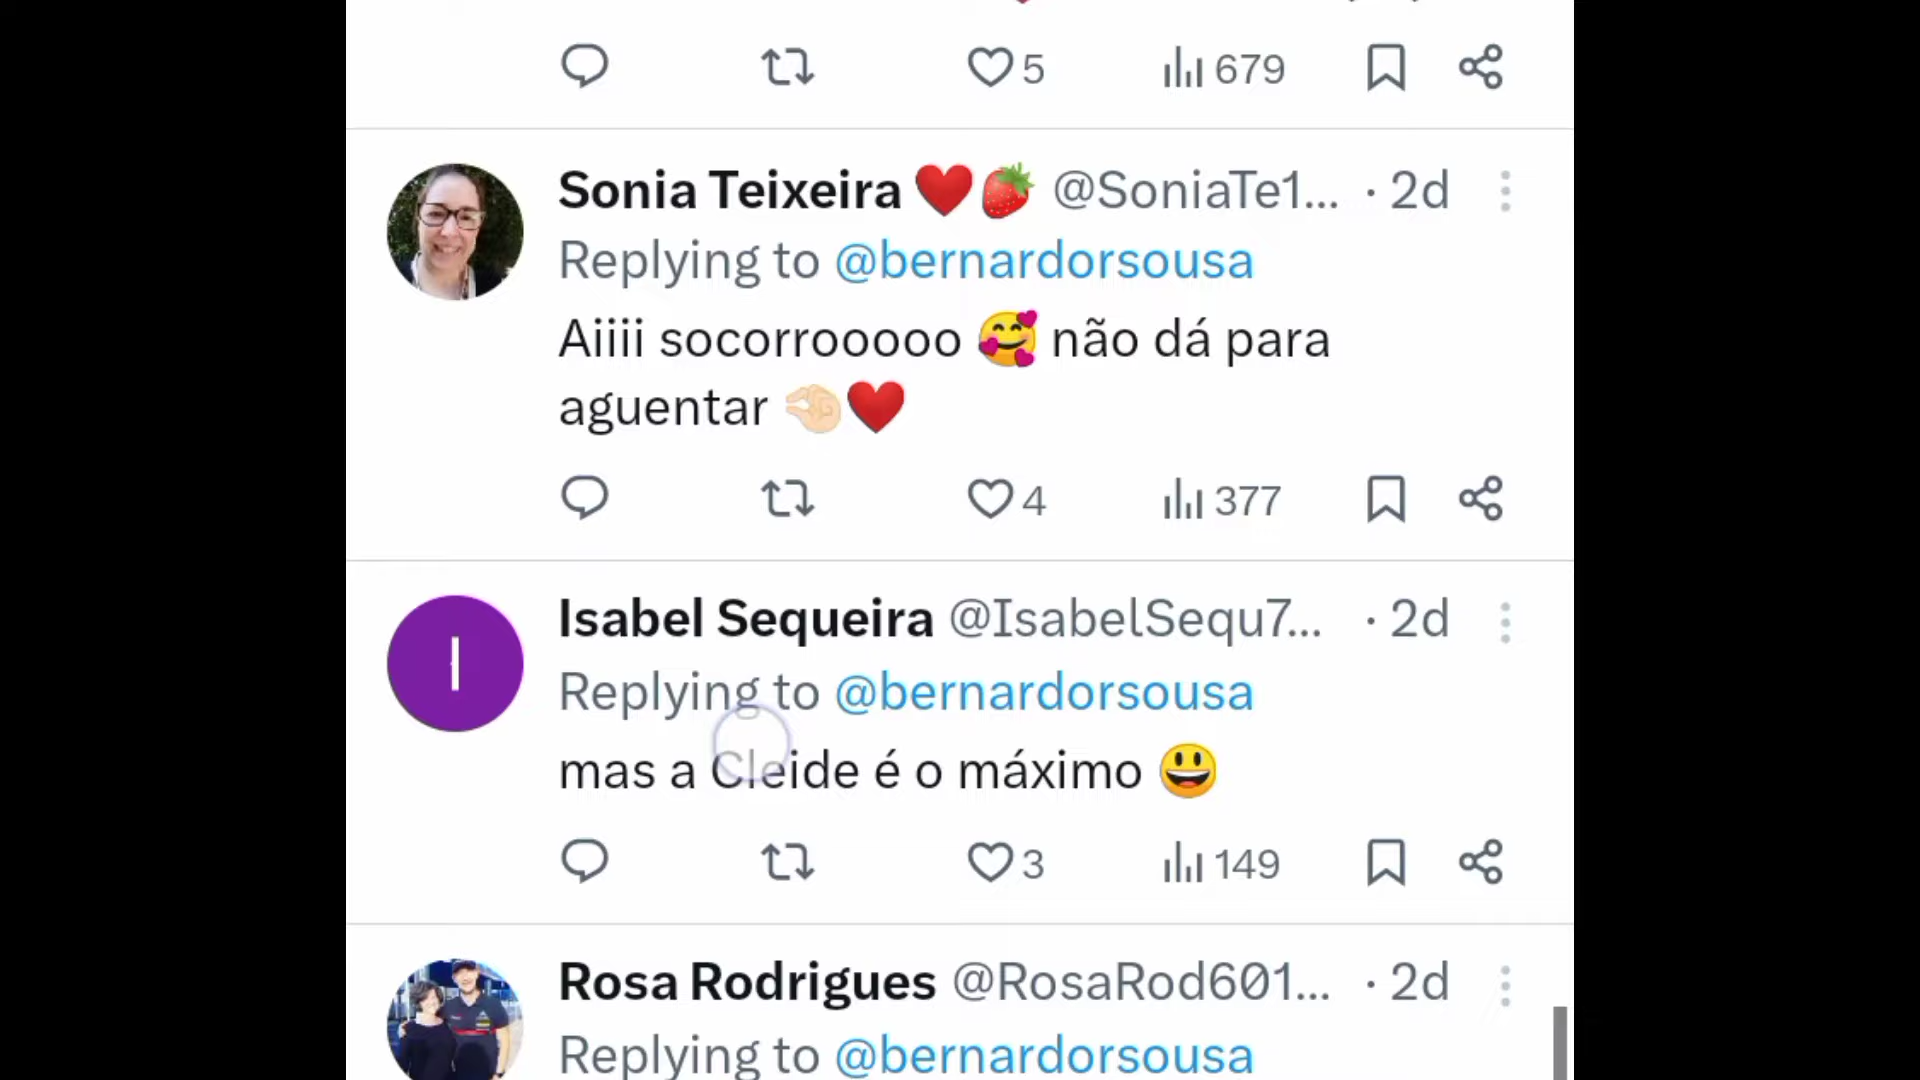 5 679
Sonia Teixeira ❤️🍓 @SoniaTe1... · 2d
Replying to @bernardorsousa
Aiiii socorrooooo 🥰 não dá para
aguentar 🤏🏻❤️
4 377
Isabel Sequeira @IsabelSequ7... · 2d
I
Replying to @bernardorsousa
mas a Cleide é o máximo 😃
3 149
Rosa Rodrigues @RosaRod601... · 2d
Replying to @bernardorsousa